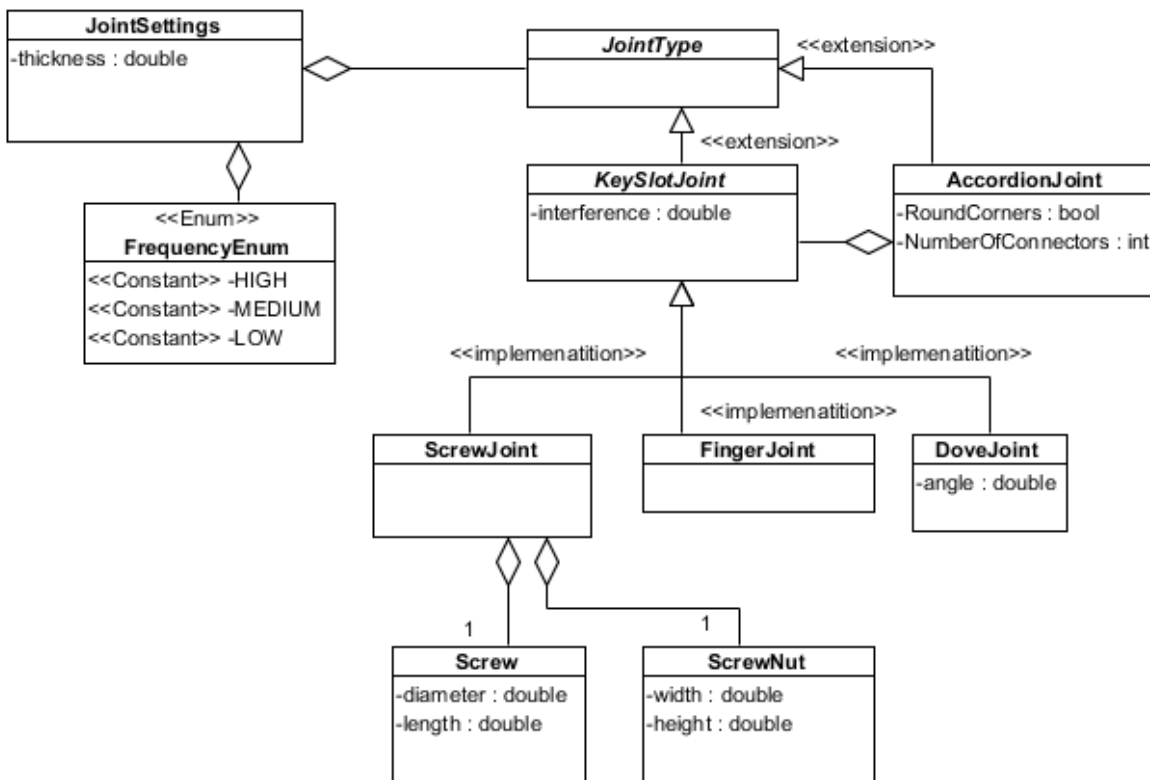 JointSettings
-thickness : double
JointType
<<extension>>
<<extension>>
KeySlotJoint
-interference : double
AccordionJoint
-RoundCorners : bool
-NumberOfConnectors : int
<<Enum>>
FrequencyEnum
<<Constant>> -HIGH
<<Constant>> -MEDIUM
<<Constant>> -LOW
<<implemenatition>>
<<implemenatition>>
<<implemenatition>>
ScrewJoint
FingerJoint
DoveJoint
-angle : double
1
1
Screw
-diameter : double
-length : double
ScrewNut
-width : double
-height : double